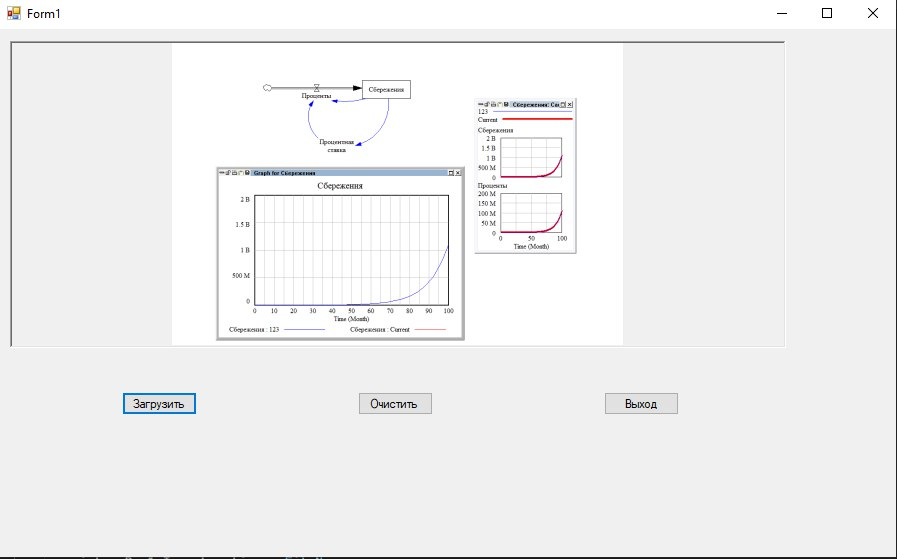 Form1
Сбережения
Проценты
Процентная
ставка
Graph for Сбережения
Сбережения
2 B
1.5 B
1 B
500 M
0
0 10 20 30 40 50 60 70 80 90 100
Time (Month)
Сбережения : 123 Сбережения : Current
Сбережения:
123
Current
Сбережения
2 B
1.5 B
1 B
500 M
0
Проценты
200 M
150 M
100 M
50 M
0
0 50 100
Time (Month)
Загрузить Очистить Выход